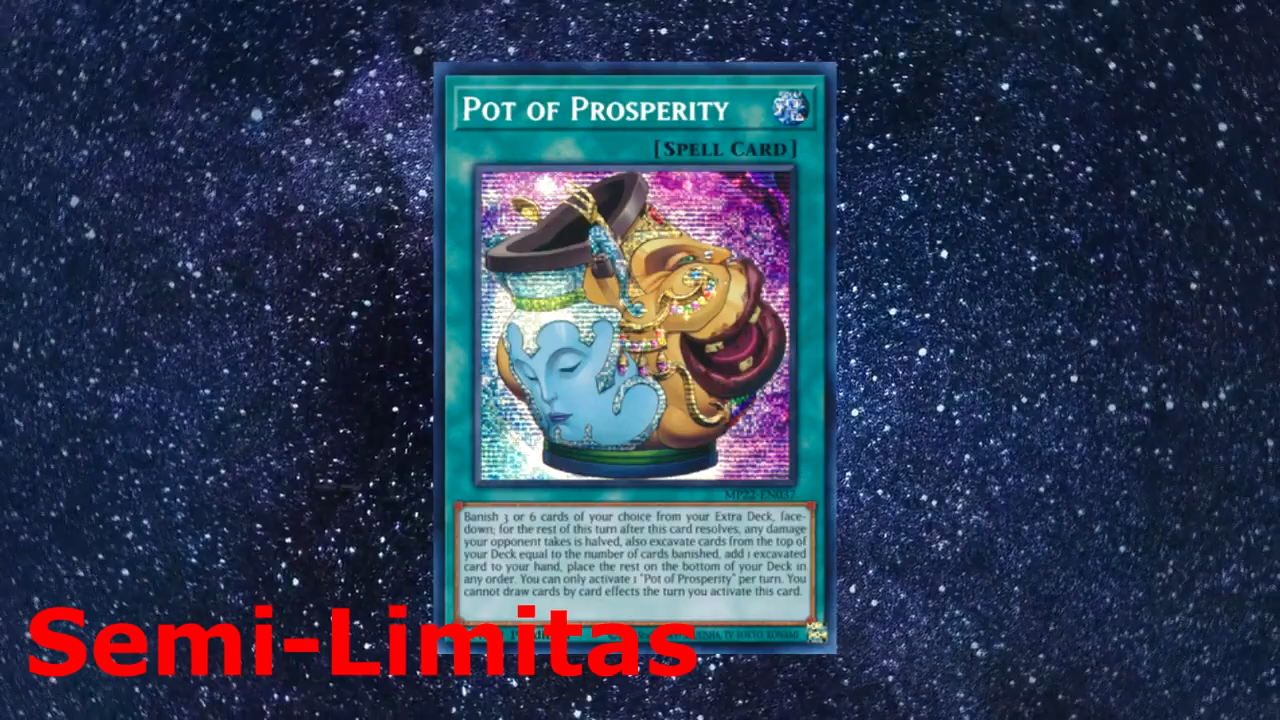 POT OF PROSPERITY
[SPELL CARD]
MP22-EN037
Banish 3 or 6 cards of your choice from your Extra Deck, face-
down; for the rest of this turn after this card resolves, any damage
your opponent takes is halved, also excavate cards from the top of
your Deck equal to the number of cards banished, add 1 excavated
card to your hand, place the rest on the bottom of your Deck in
any order. You can only activate 1 "Pot of Prosperity" per turn. You
cannot draw cards by card effects the turn you activate this card.
TV TOKYO, KONAMI
Semi-Limitas